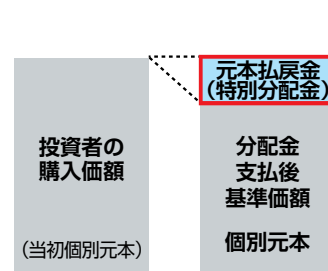 元本払戻金
(特別分配金)
投資者の
購入価額
(当初個別元本)
分配金
支払後
基準価額
個別元本